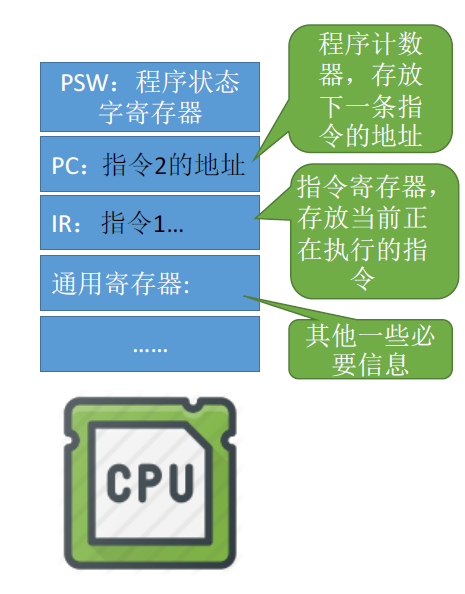 PSW：程序状态
字寄存器
程序计数
器，存放
下一条指
令的地址
PC：指令2的地址
IR：指令1...
指令寄存器，
存放当前正
在执行的指
令
通用寄存器:
其他一些必
要信息
......
CPU